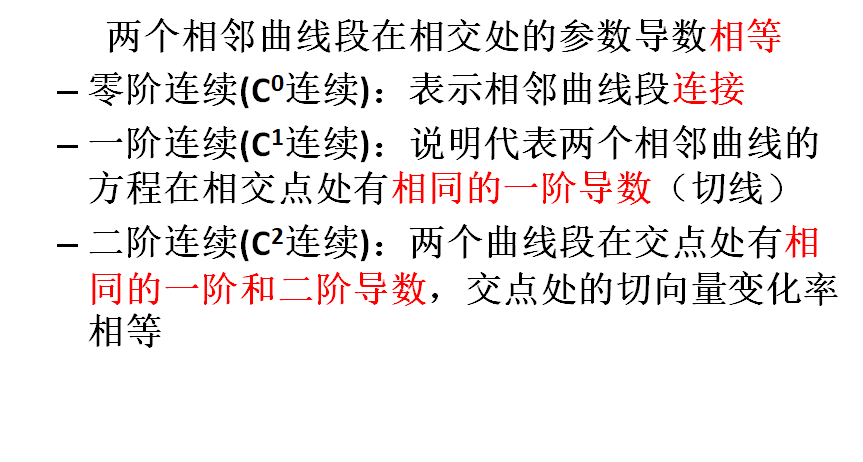 两个相邻曲线段在相交处的参数导数相等
– 零阶连续(C⁰连续)：表示相邻曲线段连接
– 一阶连续(C¹连续)：说明代表两个相邻曲线的
方程在相交点处有相同的一阶导数（切线）
– 二阶连续(C²连续)：两个曲线段在交点处有相
同的一阶和二阶导数，交点处的切向量变化率
相等